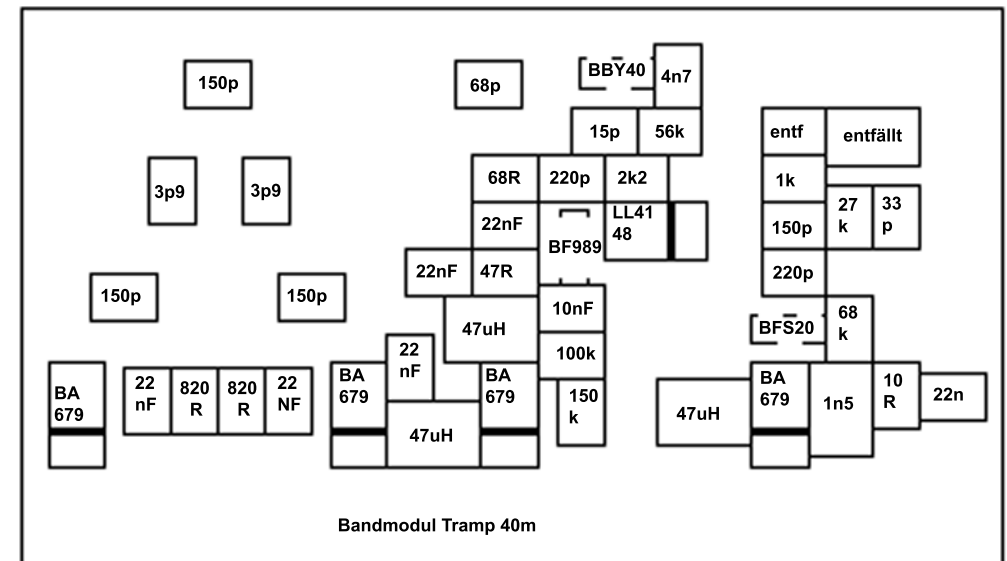 BBY40
4n7
150p
68p
15p
56k
entf
entfällt
3p9
3p9
68R
220p
2k2
1k
22nF
BF989
LL41
48
150p
27
k
33
p
22nF
47R
220p
150p
150p
10nF
47uH
BFS20
68
k
22
nF
100k
BA
679
22
nF
820
R
820
R
22
NF
BA
679
BA
679
150
k
47uH
47uH
BA
679
1n5
10
R
22n
Bandmodul Tramp 40m